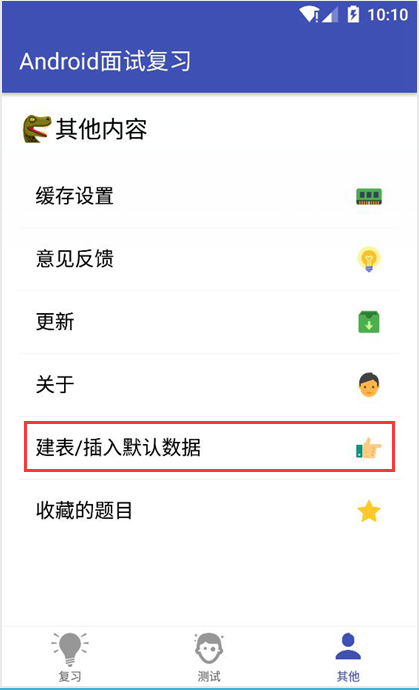 10:10
Android面试复习
其他内容
缓存设置
意见反馈
更新
关于
建表/插入默认数据
收藏的题目
复习
测试
其他